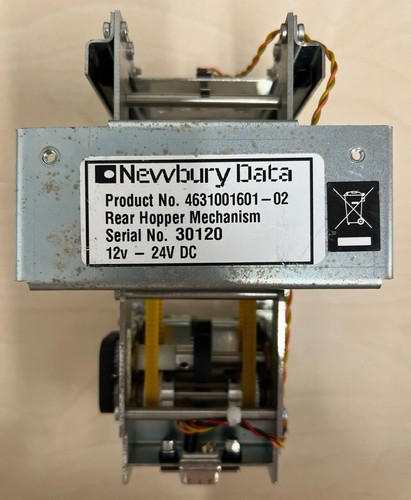 Newbury Data
Product No. 4631001601-02
Rear Hopper Mechanism
Serial No. 30120
12v - 24V DC